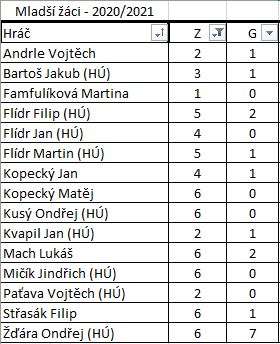 Mladší žáci - 2020/2021
Hráč Z G
Andrle Vojtěch 2 1
Bartoš Jakub (HÚ) 3 1
Famfulíková Martina 1 0
Flídr Filip (HÚ) 5 2
Flídr Jan (HÚ) 4 0
Flídr Martin (HÚ) 5 1
Kopecký Jan 4 1
Kopecký Matěj 6 0
Kusý Ondřej (HÚ) 6 0
Kvapil Jan (HÚ) 2 1
Mach Lukáš 6 2
Mičík Jindřich (HÚ) 6 0
Paťava Vojtěch (HÚ) 2 0
Střasák Filip 6 1
Žďára Ondřej (HÚ) 6 7